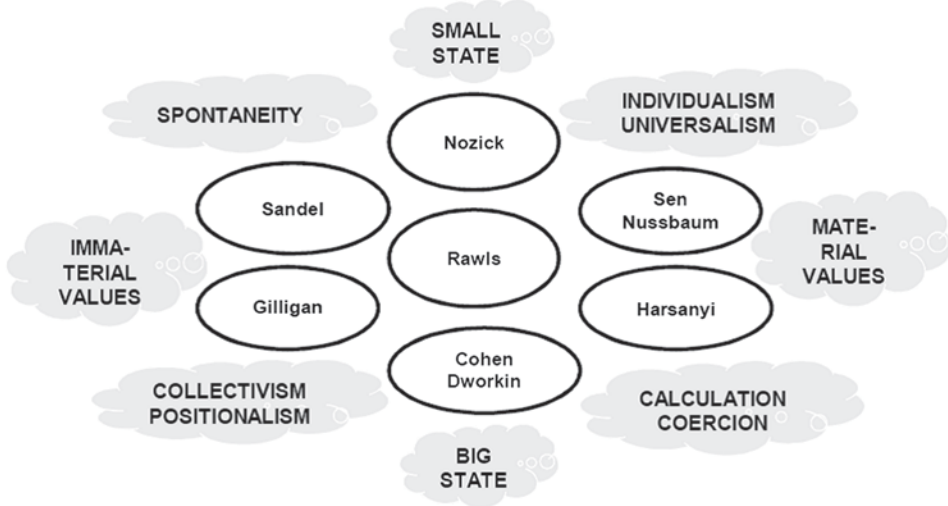 SMALL
STATE
SPONTANEITY
INDIVIDUALISM
UNIVERSALISM
Nozick
Sandel
Sen
Nussbaum
IMMA-
TERIAL
VALUES
Rawls
MATE-
RIAL
VALUES
Gilligan
Harsanyi
Cohen
Dworkin
COLLECTIVISM
POSITIONALISM
CALCULATION
COERCION
BIG
STATE